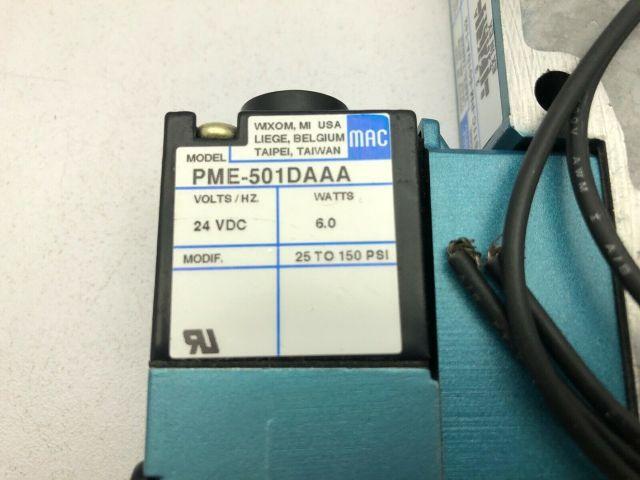 WIXOM, MI USA
LIEGE, BELGIUM
TAIPEI, TAIWAN
MAC
MODEL
PME-501DAAA
VOLTS/HZ.
WATTS
24 VDC
6.0
MODIF.
25 TO 150 PSI
AWM